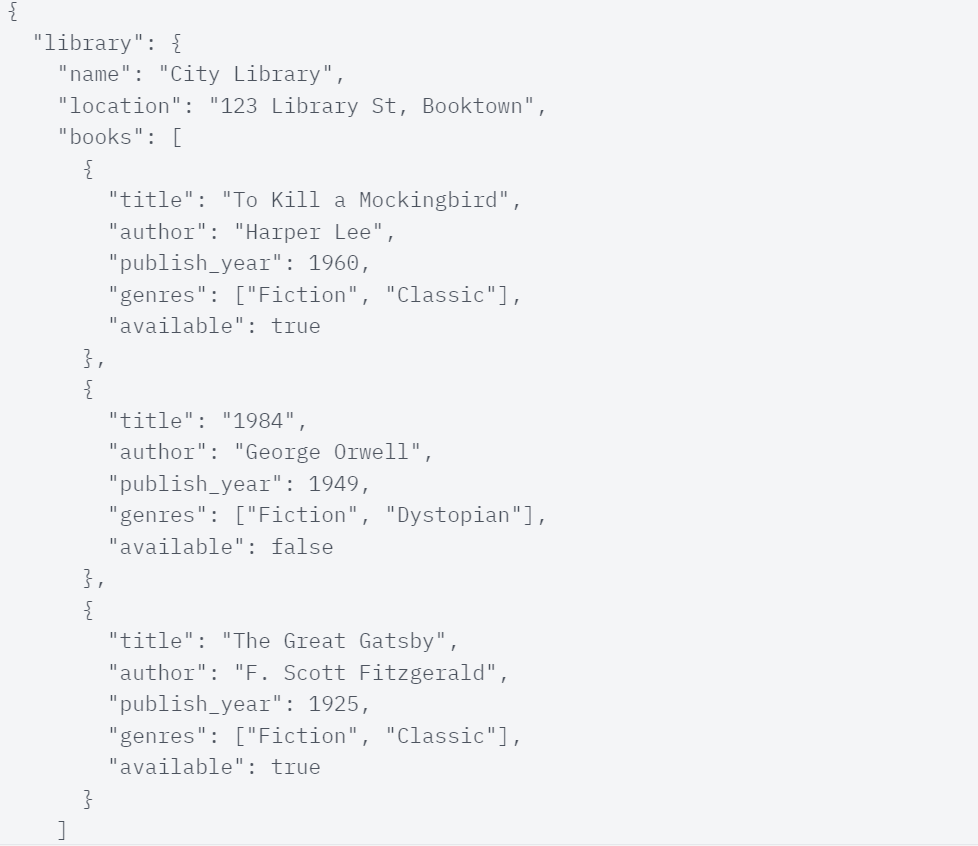 {
  "library": {
    "name": "City Library",
    "location": "123 Library St, Booktown",
    "books": [
      {
        "title": "To Kill a Mockingbird",
        "author": "Harper Lee",
        "publish_year": 1960,
        "genres": ["Fiction", "Classic"],
        "available": true
      },
      {
        "title": "1984",
        "author": "George Orwell",
        "publish_year": 1949,
        "genres": ["Fiction", "Dystopian"],
        "available": false
      },
      {
        "title": "The Great Gatsby",
        "author": "F. Scott Fitzgerald",
        "publish_year": 1925,
        "genres": ["Fiction", "Classic"],
        "available": true
      }
    ]